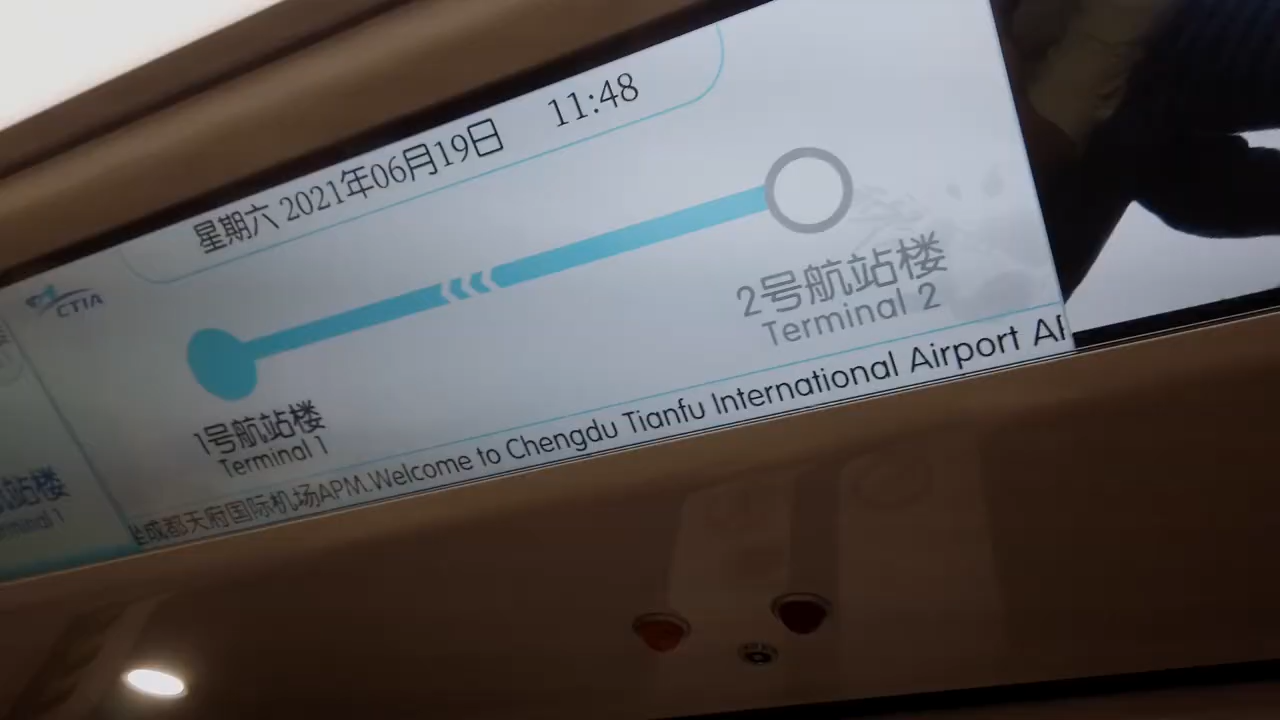 星期六 2021年06月19日 11:48
CTIA
2号航站楼
Terminal 2
1号航站楼
Terminal 1
成都天府国际机场APM.Welcome to Chengdu Tianfu International Airport
航站楼
Terminal 1